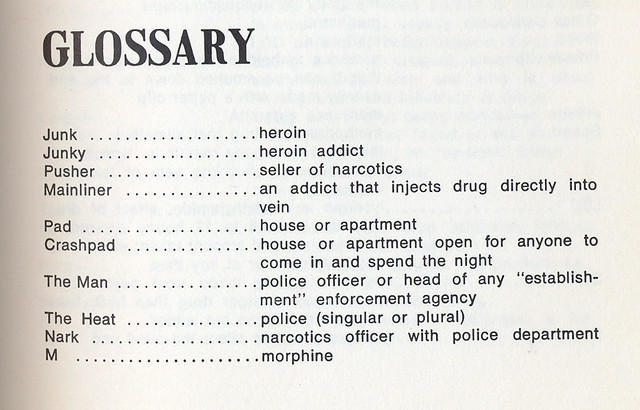 GLOSSARY
Junk ..................heroin
Junky .................heroin addict
Pusher ................seller of narcotics
Mainliner .............an addict that injects drug directly into
vein
Pad ...................house or apartment
Crashpad ..............house or apartment open for anyone to
come in and spend the night
The Man ...............police officer or head of any "establish-
ment" enforcement agency
The Heat ..............police (singular or plural)
Nark ..................narcotics officer with police department
M .....................morphine